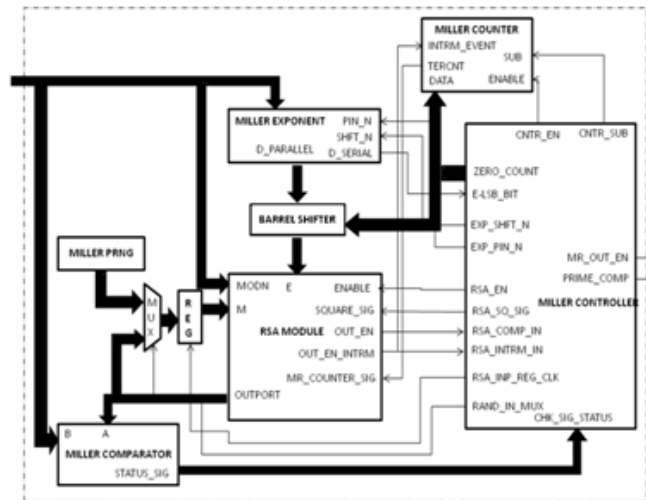 MILLER COUNTER
INTRM_EVENT
SUB
TERCNT
DATA
ENABLE
MILLER EXPONENT
PIN_N
SHFT_N
D_PARALLEL
D_SERIAL
CNTR_EN
CNTR_SUB
ZERO_COUNT
E-LSB_BIT
BARREL SHIFTER
EXP_SHFT_N
EXP_PIN_N
MILLER PRNG
MR_OUT_EN
PRIME_COMP
MILLER CONTROLLER
MUX
REG
MODN
E
ENABLE
RSA_EN
M
SQUARE_SIG
RSA_SQ_SIG
RSA MODULE
OUT_EN
RSA_COMP_IN
OUT_EN_INTRM
RSA_INTRM_IN
MR_COUNTER_SIG
RSA_INP_REG_CLK
OUTPORT
RAND_IN_MUX
CHK_SIG_STATUS
B
A
MILLER COMPARATOR
STATUS_SIG